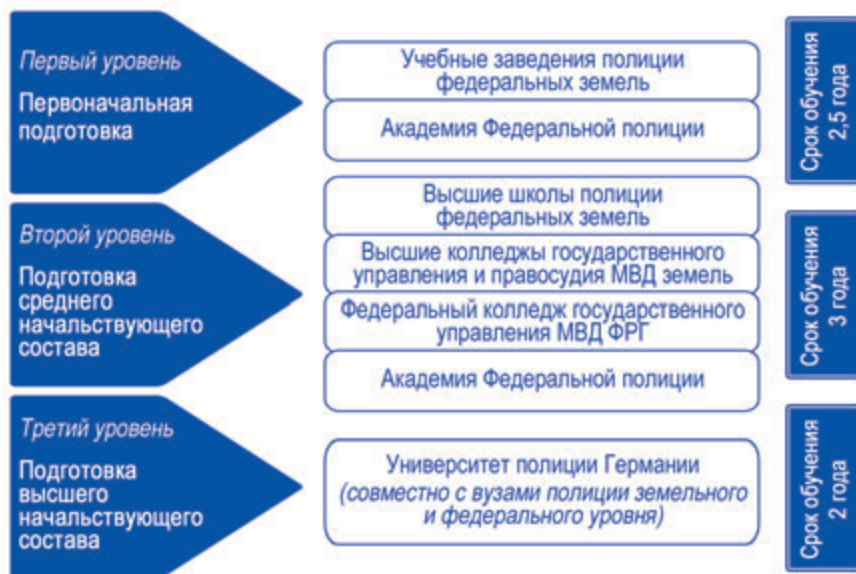 Первый уровень
Первоначальная
подготовка
Учебные заведения полиции
федеральных земель
Академия Федеральной полиции
Срок обучения
2,5 года
Второй уровень
Подготовка
среднего
начальствующего
состава
Высшие школы полиции
федеральных земель
Высшие колледжы государственного
управления и правосудия МВД земель
Федеральный колледж государственного
управления МВД ФРГ
Академия Федеральной полиции
Срок обучения
3 года
Третий уровень
Подготовка
высшего
начальствующего
состава
Университет полиции Германии
(совместно с вузами полиции земельного
и федерального уровня)
Срок обучения
2 года